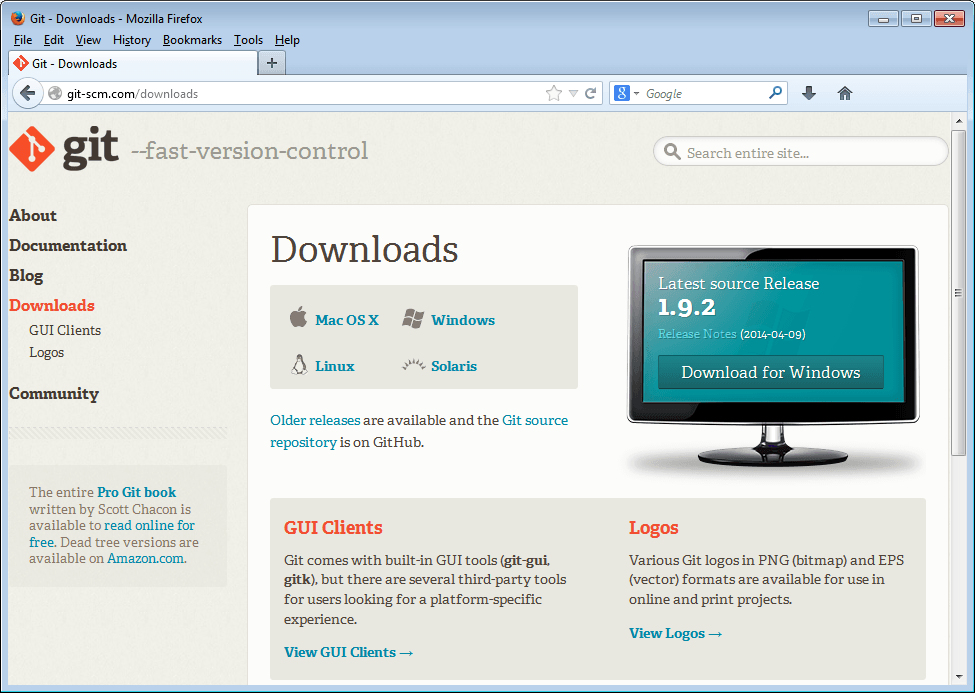 Git - Downloads - Mozilla Firefox
File Edit View History Bookmarks Tools Help
Git - Downloads
git-scm.com/downloads
Google
git --fast-version-control
Search entire site...
About
Documentation
Blog
Downloads
GUI Clients
Logos
Community
The entire Pro Git book
written by Scott Chacon is
available to read online for
free. Dead tree versions are
available on Amazon.com.
Downloads
Mac OS X
Windows
Linux
Solaris
Older releases are available and the Git source
repository is on GitHub.
Latest source Release
1.9.2
Release Notes (2014-04-09)
Download for Windows
GUI Clients
Git comes with built-in GUI tools (git-gui,
gitk), but there are several third-party tools
for users looking for a platform-specific
experience.
View GUI Clients →
Logos
Various Git logos in PNG (bitmap) and EPS
(vector) formats are available for use in
online and print projects.
View Logos →